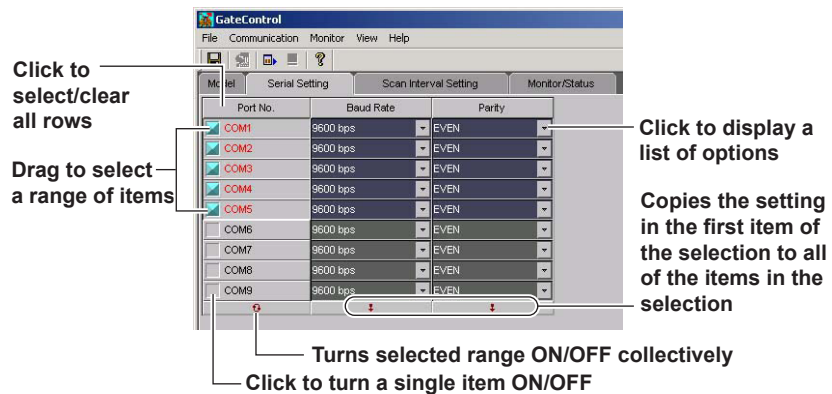 GateControl
File Communication Monitor View Help
Model Serial Setting Scan Interval Setting Monitor/Status
Port No. Baud Rate Parity
COM1 9600 bps EVEN
COM2 9600 bps EVEN
COM3 9600 bps EVEN
COM4 9600 bps EVEN
COM5 9600 bps EVEN
COM6 9600 bps EVEN
COM7 9600 bps EVEN
COM8 9600 bps EVEN
COM9 9600 bps EVEN
Click to
select/clear
all rows
Drag to select
a range of items
Click to display a
list of options
Copies the setting
in the first item of
the selection to all
of the items in the
selection
Turns selected range ON/OFF collectively
Click to turn a single item ON/OFF